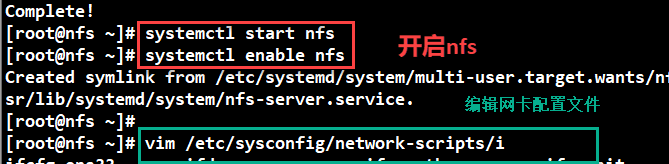 Complete!
[root@nfs ~]# systemctl start nfs
[root@nfs ~]# systemctl enable nfs
开启nfs
Created symlink from /etc/systemd/system/multi-user.target.wants/nf
sr/lib/systemd/system/nfs-server.service.
编辑网卡配置文件
[root@nfs ~]#
[root@nfs ~]# vim /etc/sysconfig/network-scripts/i